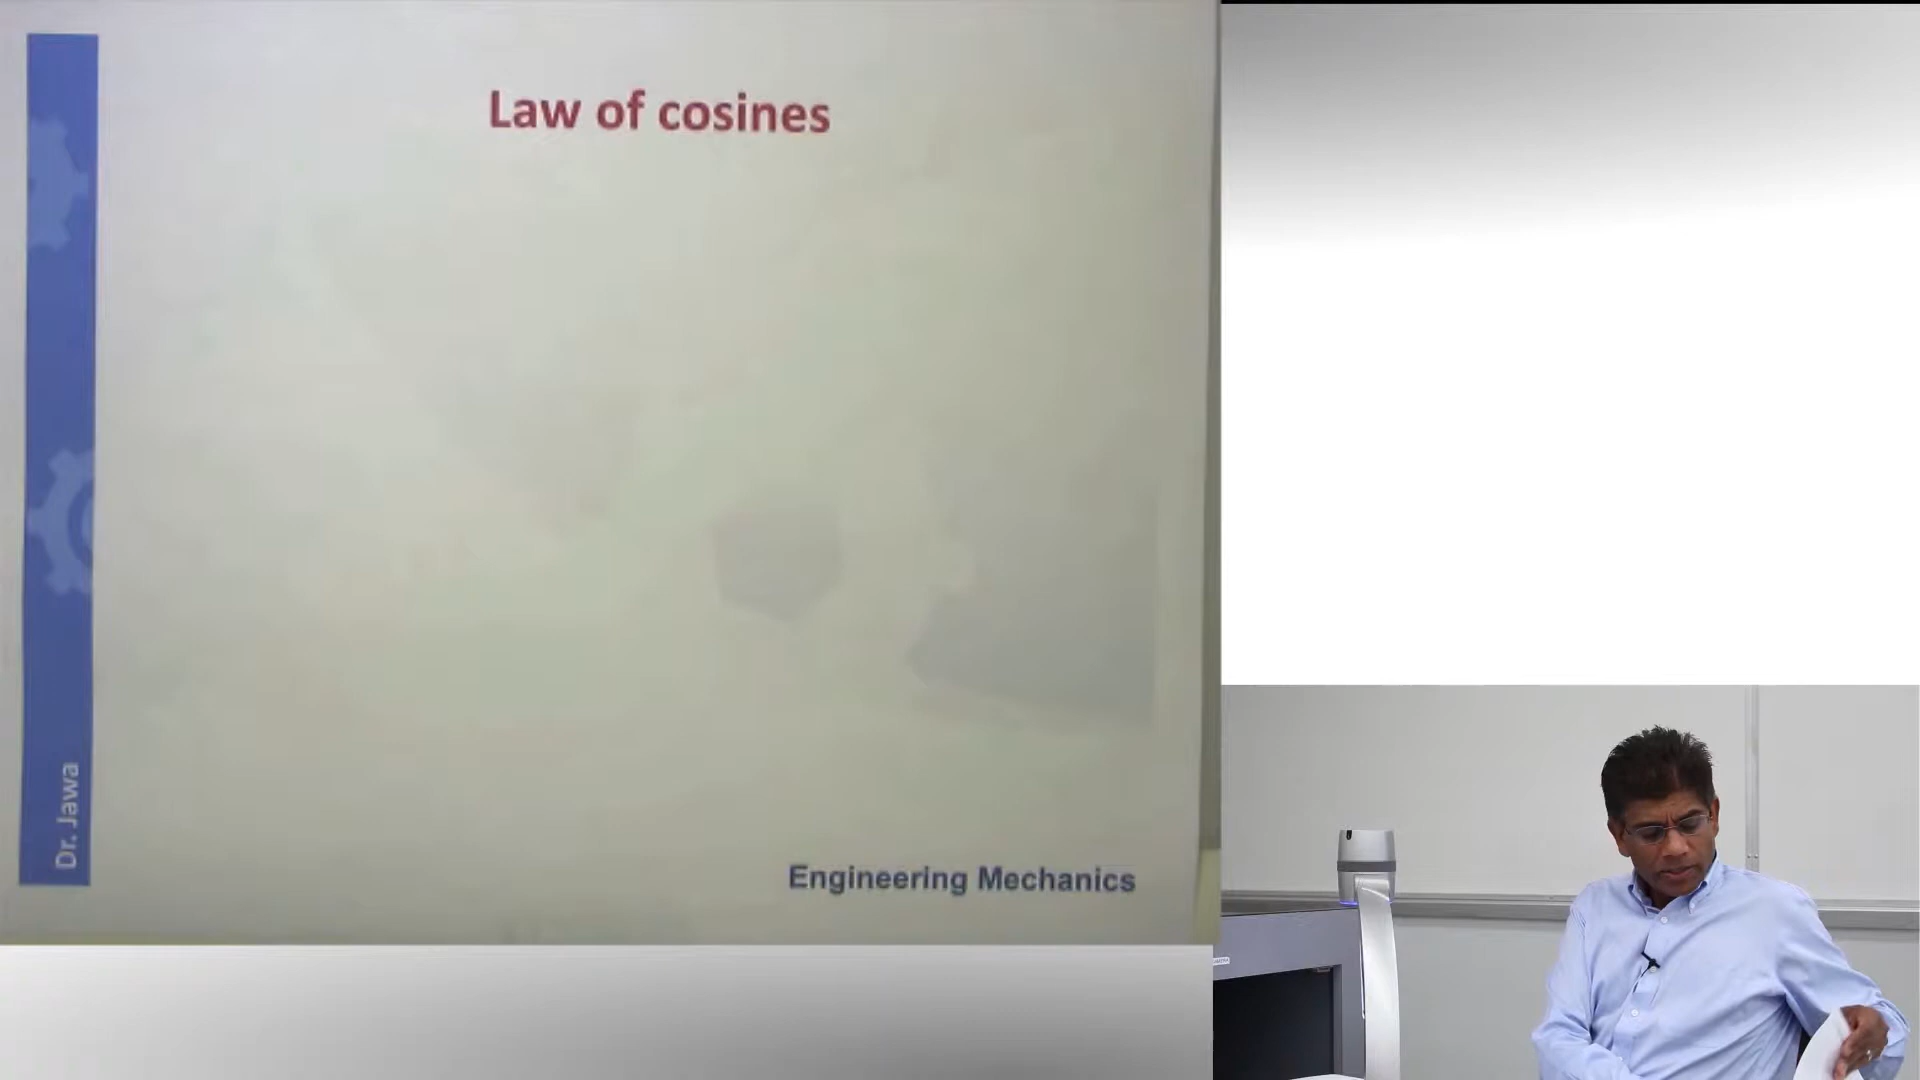 Law of cosines
Dr. Jawa
Engineering Mechanics